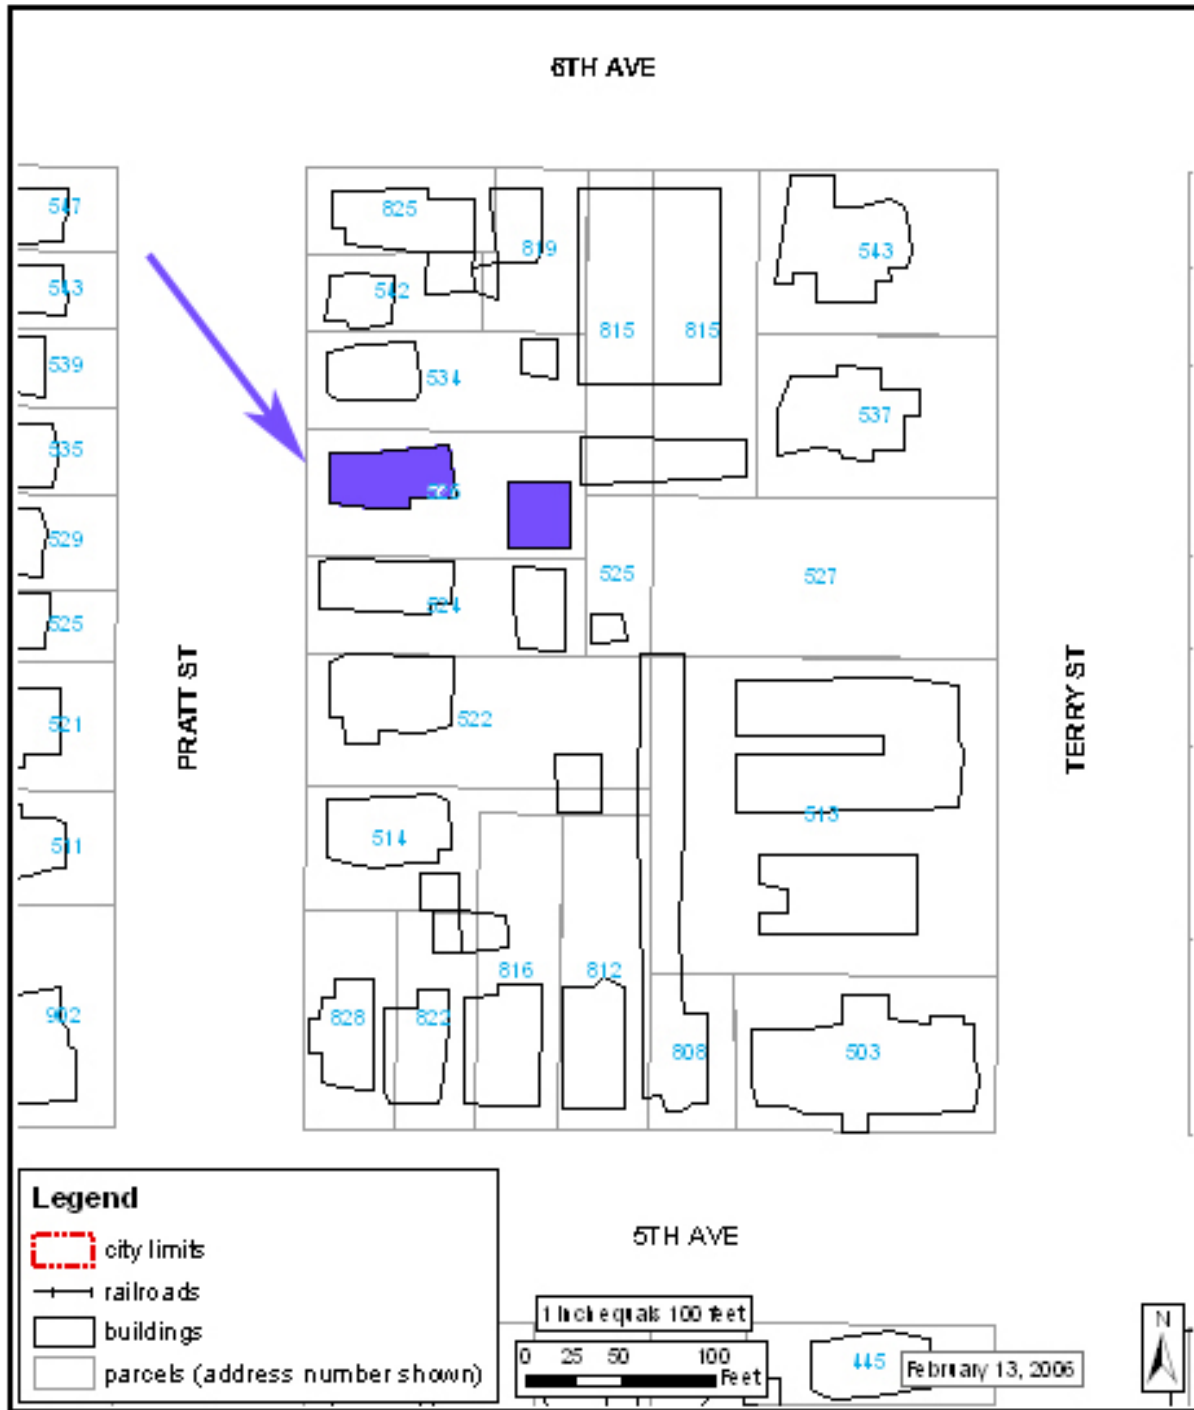 6TH AVE
547
825
819
543
543
542
815
815
539
534
537
535
529
525
527
524
525
PRATT ST
TERRY ST
522
521
513
514
511
816
812
902
828
822
808
503
Legend
city limits
railroads
buildings
parcels (address number shown)
5TH AVE
1 inch equals 100 feet
0 25 50 100
Feet
445
February 13, 2006
N